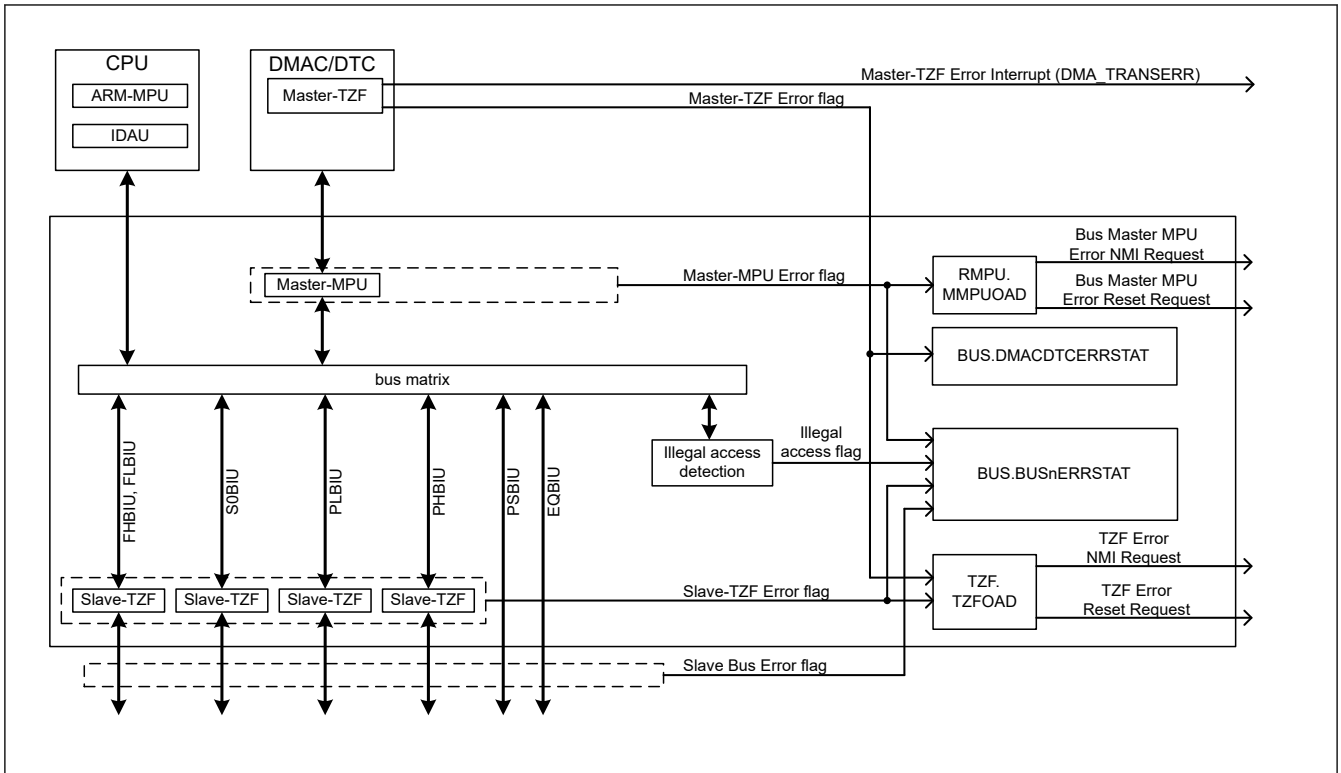 CPU
ARM-MPU
IDAU
DMAC/DTC
Master-TZF
Master-TZF Error Interrupt (DMA_TRANSERR)
Master-TZF Error flag
Master-MPU
Master-MPU Error flag
RMPU.
MMPUOAD
Bus Master MPU
Error NMI Request
Bus Master MPU
Error Reset Request
BUS.DMACDTCERRSTAT
bus matrix
FHBIU, FLBIU
S0BIU
PLBIU
PHBIU
PSBIU
EQBIU
Illegal access
detection
Illegal
access flag
BUS.BUSnERRSTAT
Slave-TZF
Slave-TZF
Slave-TZF
Slave-TZF
Slave-TZF Error flag
TZF.
TZFOAD
TZF Error
NMI Request
TZF Error
Reset Request
Slave Bus Error flag